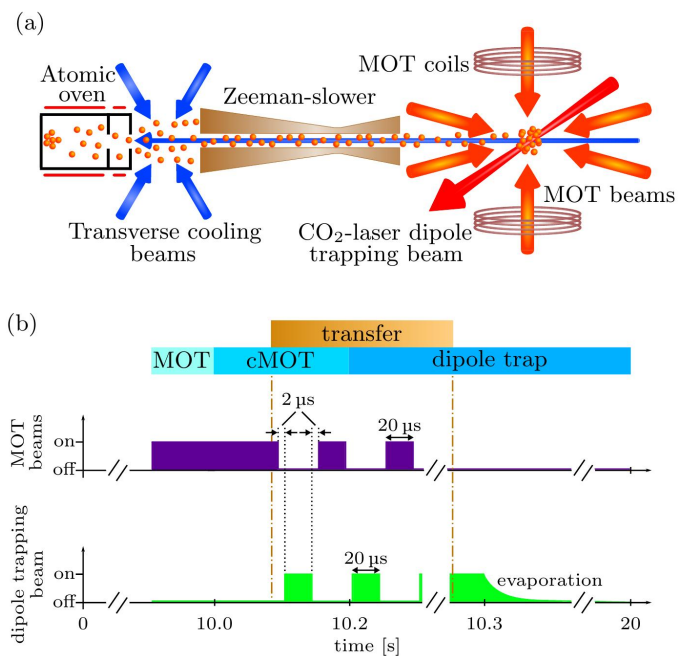 (a)
Atomic
oven
Zeeman-slower
MOT coils
Transverse cooling
beams
CO₂-laser dipole
trapping beam
MOT beams
(b)
transfer
MOT
cMOT
dipole trap
2 µs
20 µs
MOT
beams
on
off
20 µs
dipole trapping
beam
on
off
evaporation
0
10.0
10.2
10.3
20
time [s]